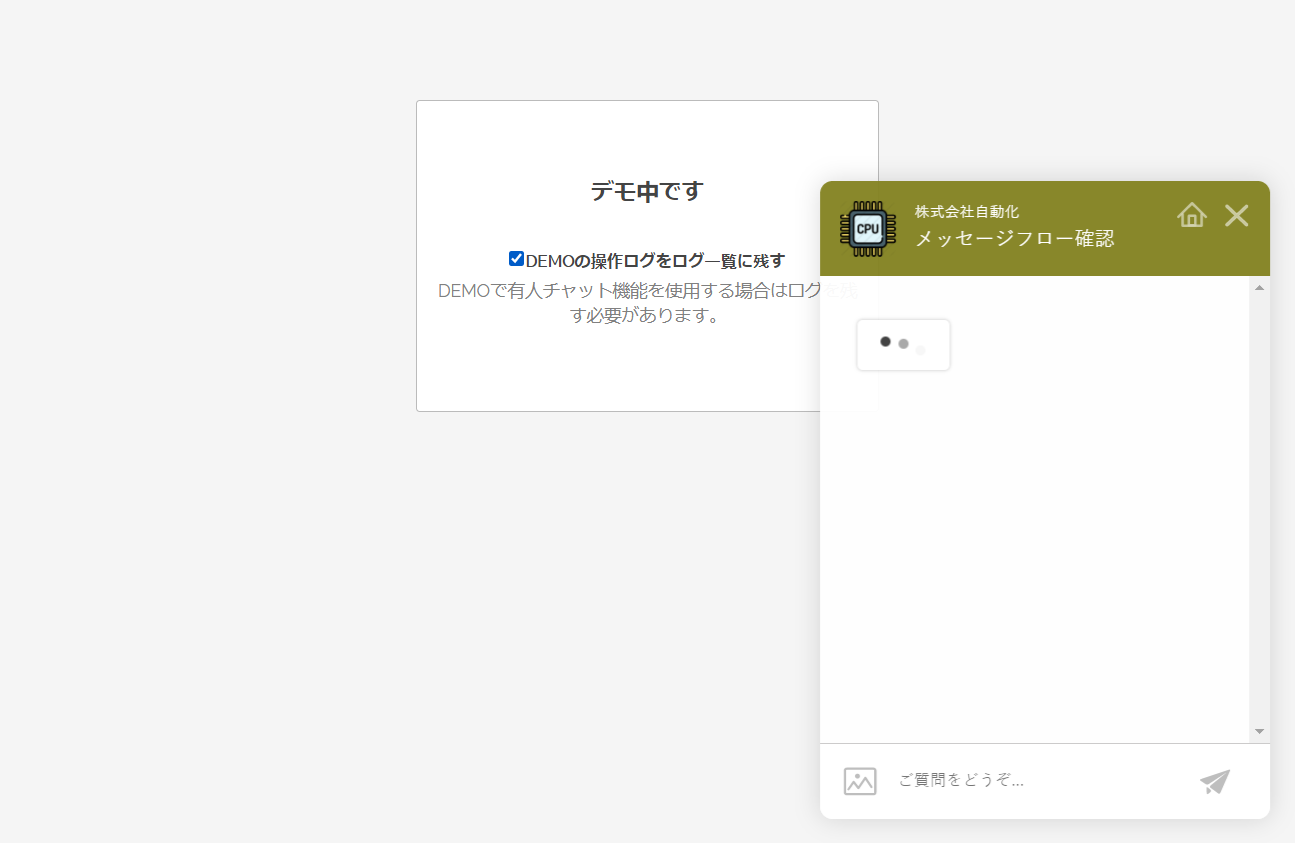 デモ中です
DEMOの操作ログをログ一覧に残す
DEMOで有人チャット機能を使用する場合はログを残
す必要があります。
CPU
株式会社自動化
メッセージフロー確認
ご質問をどうぞ...